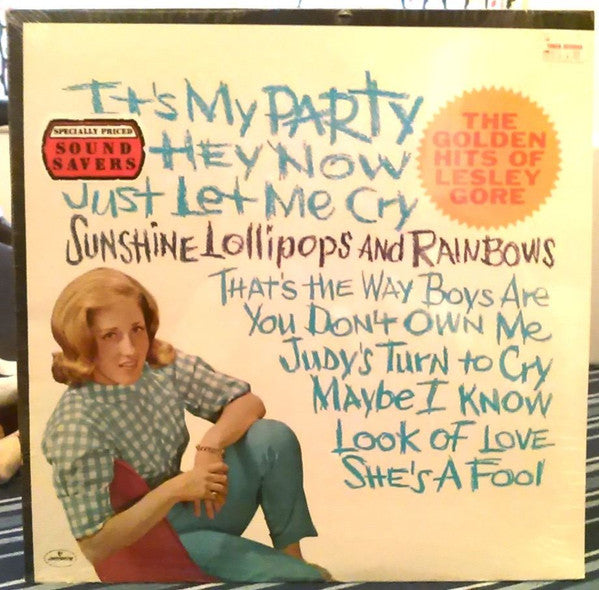 It's My PARTY
SPECIALLY PRICED
SOUND
SAVERS
HEY NOW
Just Let Me Cry
THE
GOLDEN
HITS OF
LESLEY
GORE
SUNSHINE LollipopS AND RAINBOWS
THAT'S THE WAY BoyS ARe
You DoN't OWN Me
JUDY'S TURN to CRy
MAYBE I KNOW
Look OF LOVE
SHE'S A FOOl